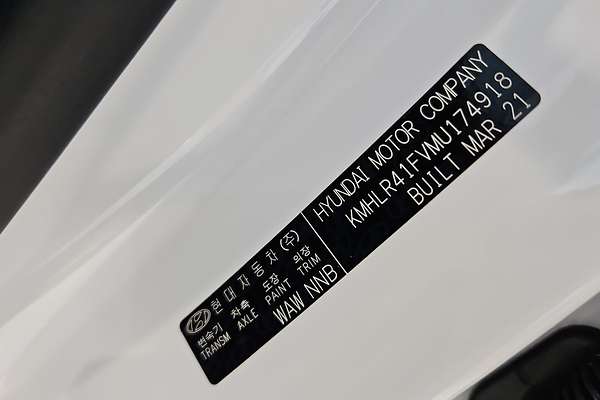 현대자동차(주)
변속기 차축 도장 의장
TRANSM AXLE PAINT TRIM
WAW NNB
HYUNDAI MOTOR COMPANY
KMHLR41FVMU174918
BUILT MAR 21